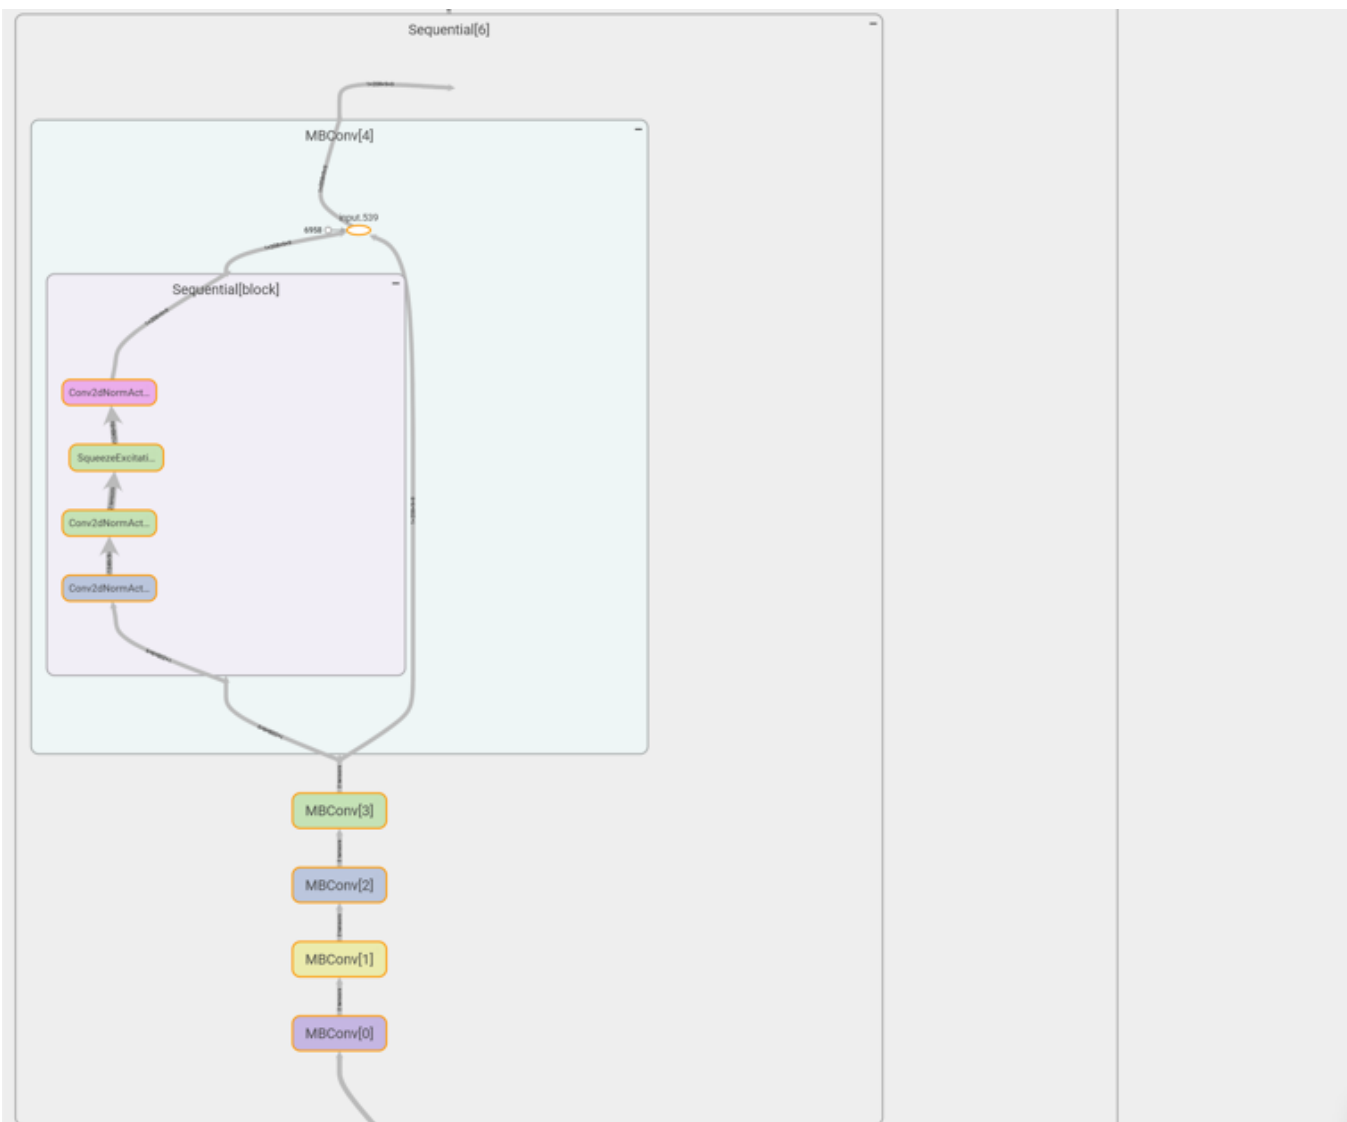 Sequential[6]
MBConv[4]
input.539
6958
Sequential[block]
Conv2dNormAct...
SqueezeExcitati...
Conv2dNormAct...
Conv2dNormAct...
MBConv[3]
MBConv[2]
MBConv[1]
MBConv[0]